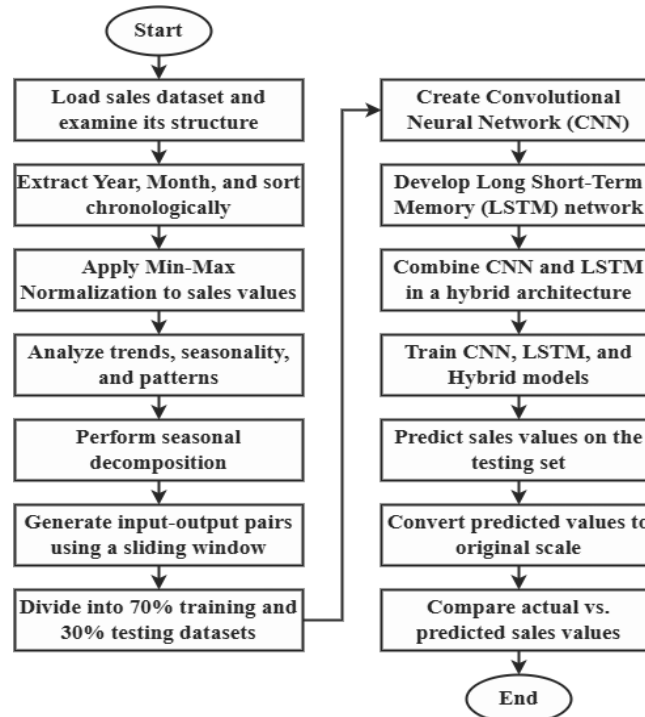 Start
Load sales dataset and
examine its structure
Extract Year, Month, and sort
chronologically
Apply Min-Max
Normalization to sales values
Analyze trends, seasonality,
and patterns
Perform seasonal
decomposition
Generate input-output pairs
using a sliding window
Divide into 70% training and
30% testing datasets
Create Convolutional
Neural Network (CNN)
Develop Long Short-Term
Memory (LSTM) network
Combine CNN and LSTM
in a hybrid architecture
Train CNN, LSTM, and
Hybrid models
Predict sales values on the
testing set
Convert predicted values to
original scale
Compare actual vs.
predicted sales values
End